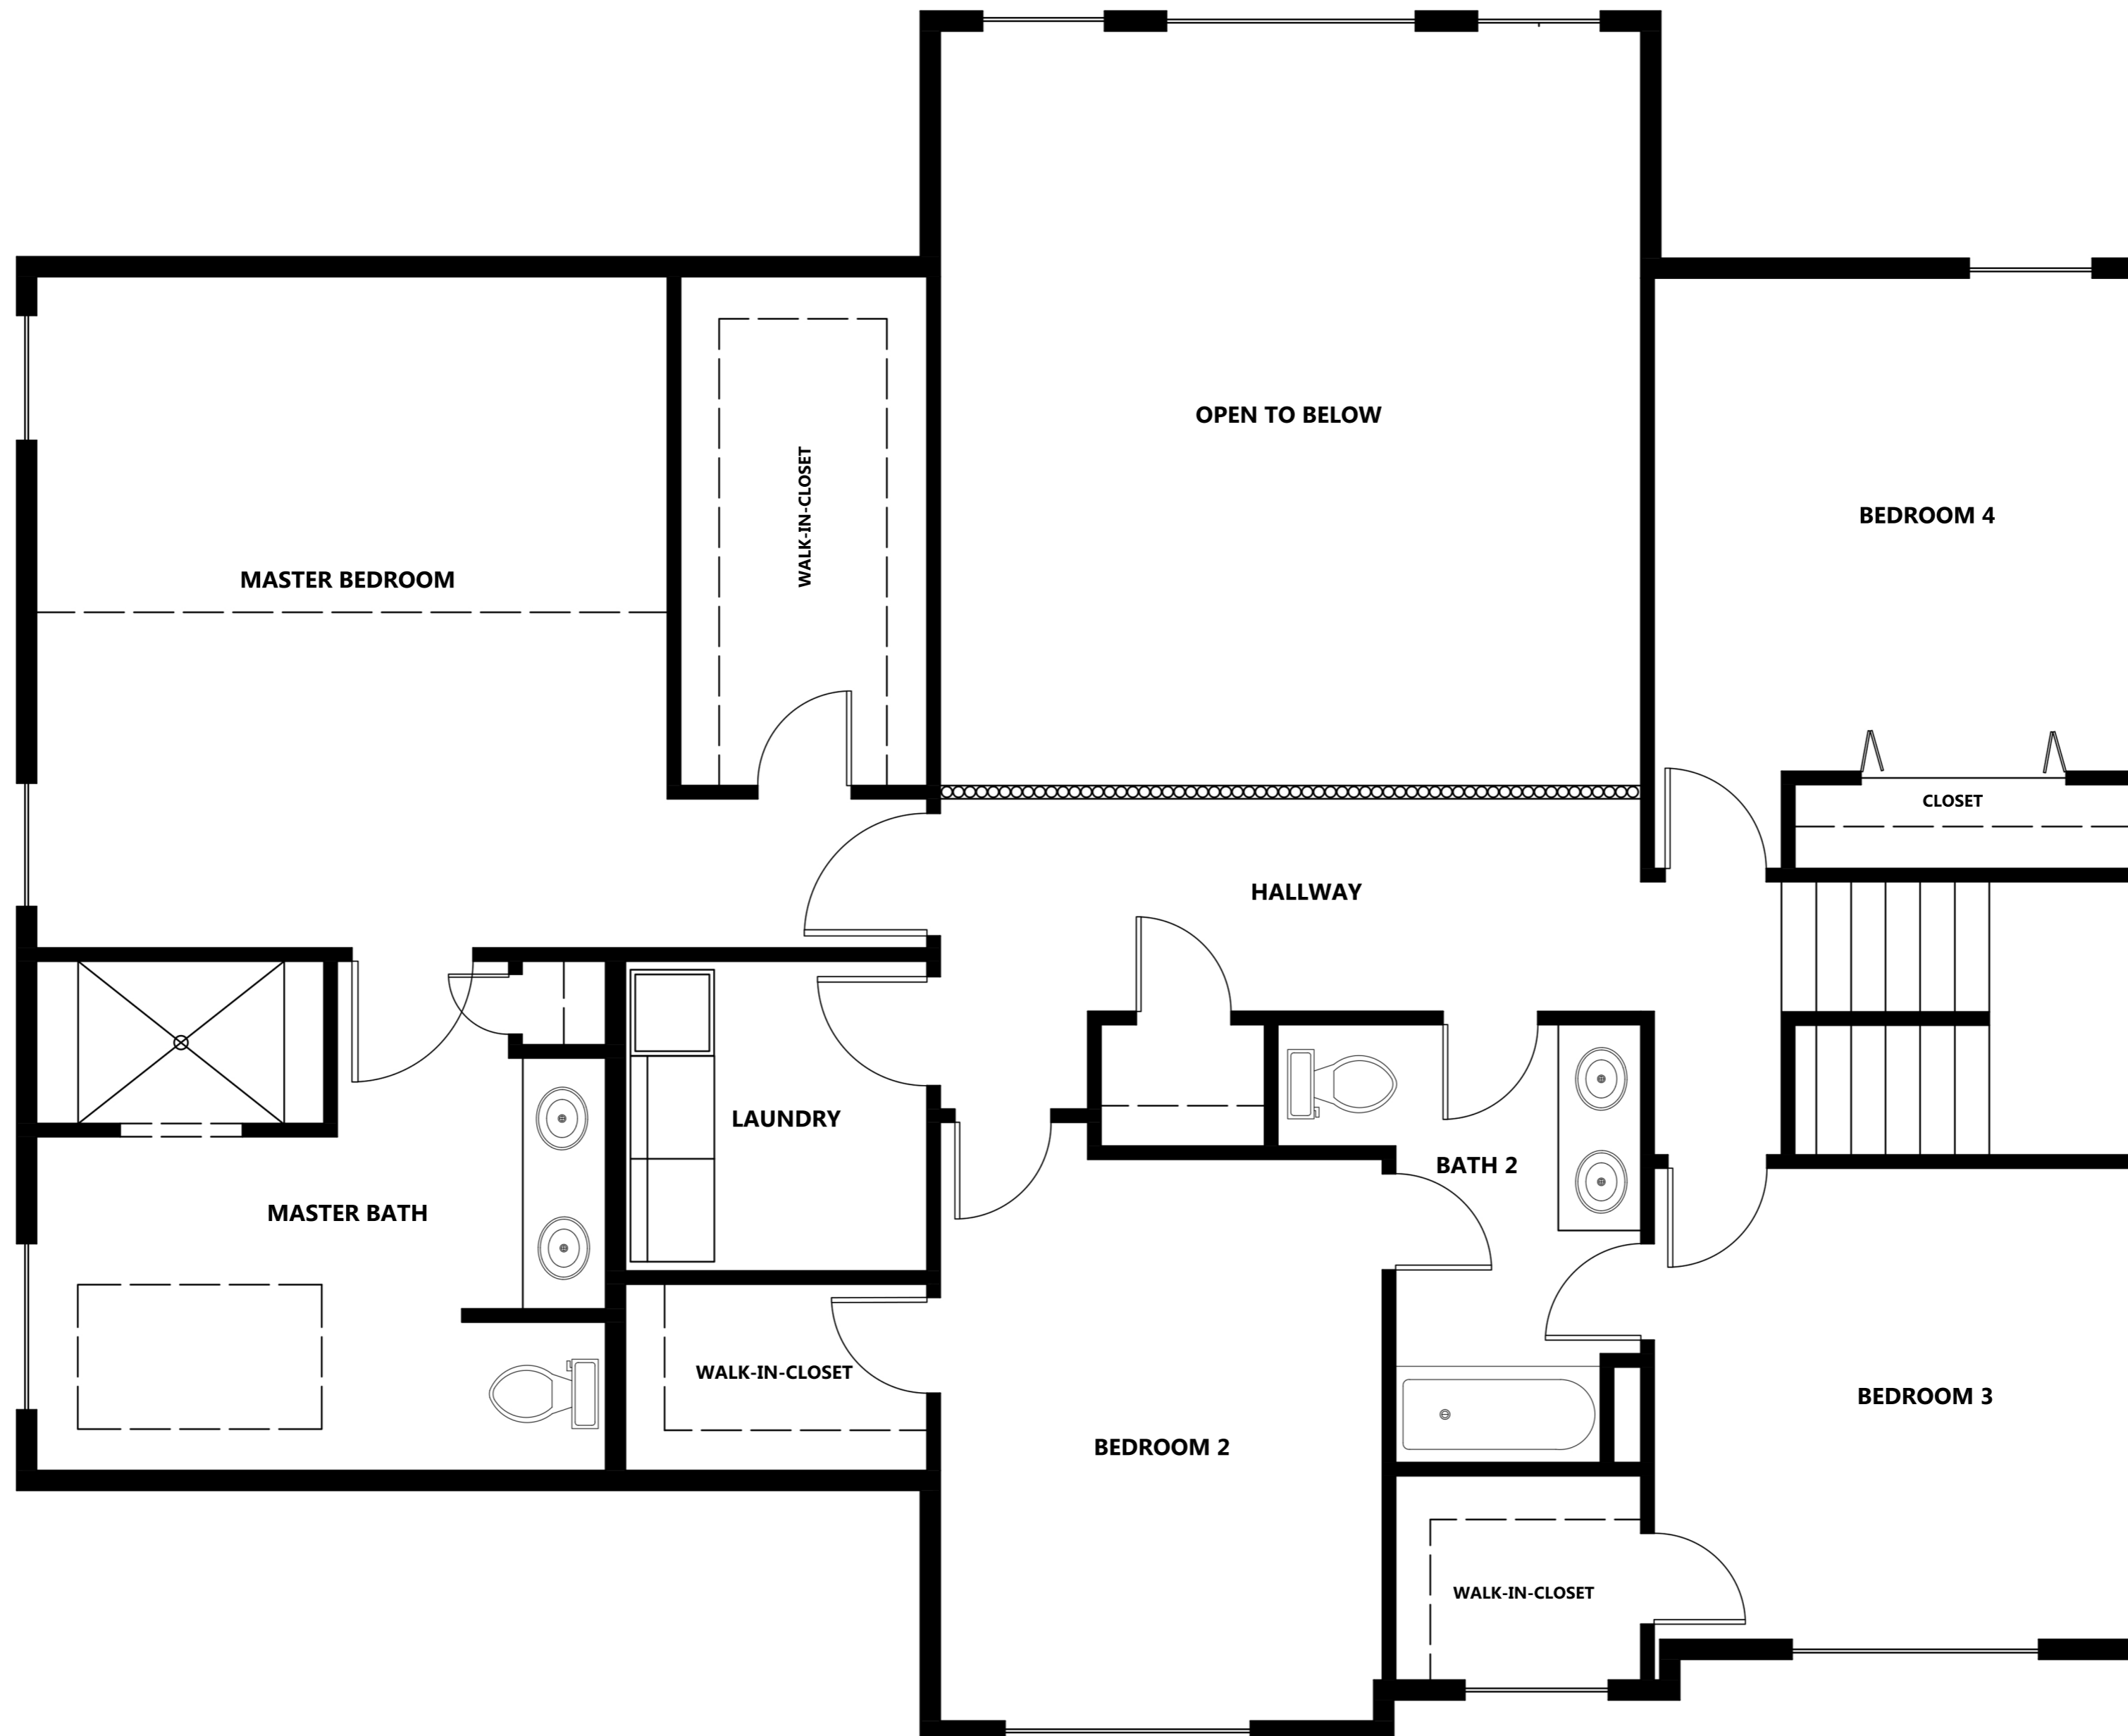 OPEN TO BELOW
WALK-IN-CLOSET
BEDROOM 4
MASTER BEDROOM
CLOSET
HALLWAY
LAUNDRY
BATH 2
MASTER BATH
WALK-IN-CLOSET
BEDROOM 3
BEDROOM 2
WALK-IN-CLOSET